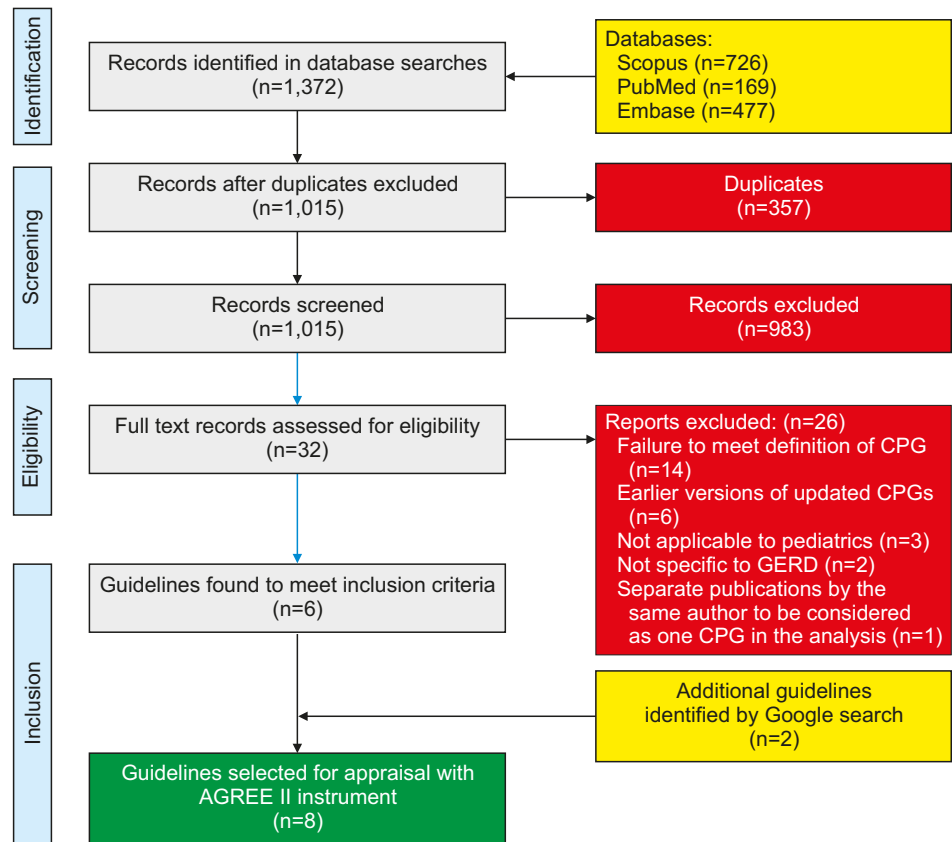 Identification
Records identified in database searches
(n=1,372)
Databases:
Scopus (n=726)
PubMed (n=169)
Embase (n=477)
Screening
Records after duplicates excluded
(n=1,015)
Duplicates
(n=357)
Records screened
(n=1,015)
Records excluded
(n=983)
Eligibility
Full text records assessed for eligibility
(n=32)
Reports excluded: (n=26)
Failure to meet definition of CPG
(n=14)
Earlier versions of updated CPGs
(n=6)
Not applicable to pediatrics (n=3)
Not specific to GERD (n=2)
Separate publications by the
same author to be considered
as one CPG in the analysis (n=1)
Inclusion
Guidelines found to meet inclusion criteria
(n=6)
Additional guidelines
identified by Google search
(n=2)
Guidelines selected for appraisal with
AGREE II instrument
(n=8)